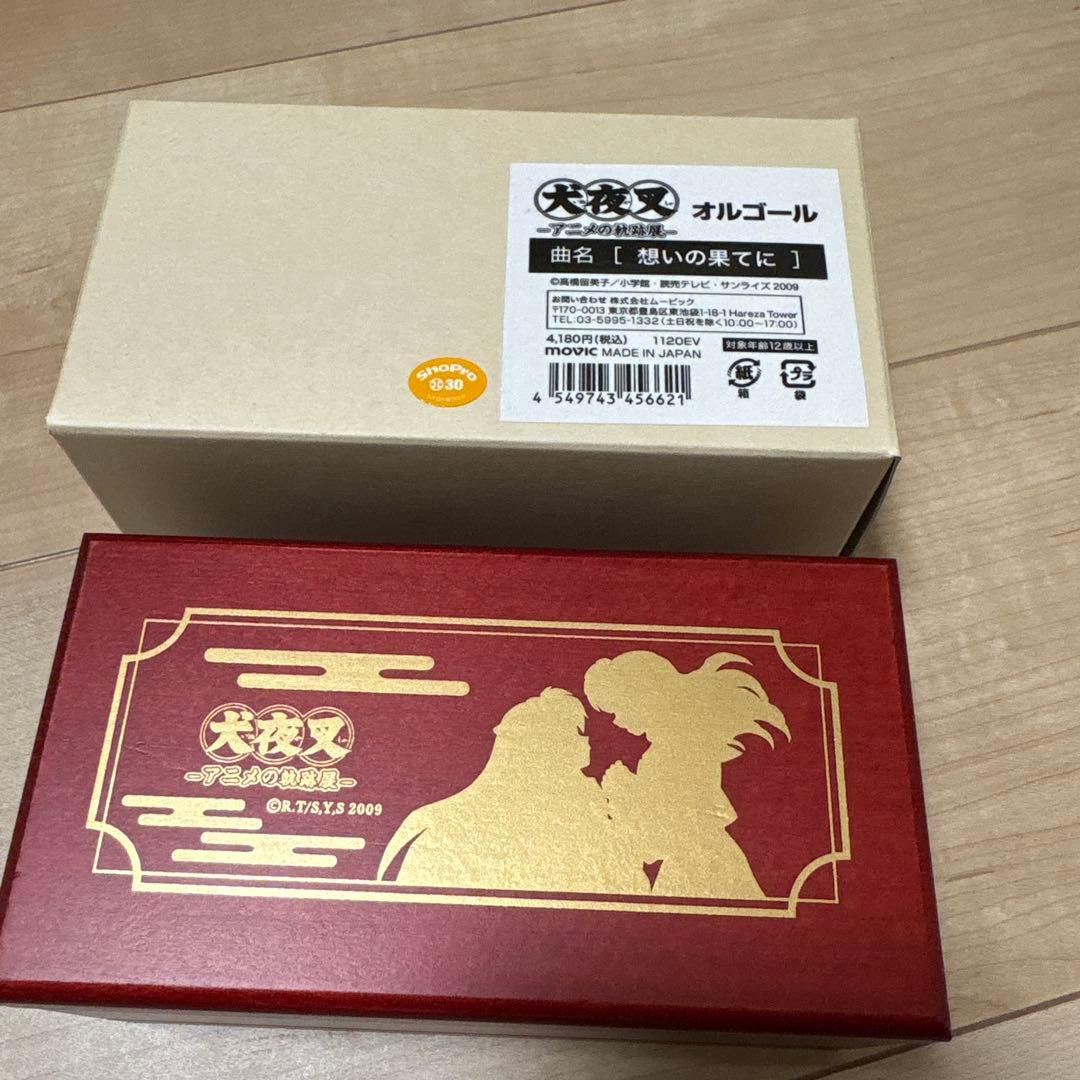 犬夜叉 オルゴール
-アニメの軌跡展-
曲名 [ 想いの果てに ]
©高橋留美子／小学館・読売テレビ・サンライズ 2009
お問い合わせ 株式会社ムービック
〒170-0013 東京都豊島区東池袋1-18-1 Hareza Tower
TEL:03-5995-1332(土日祝を除く10:00～17:00)
4,180円(税込) 1120EV
対象年齢12歳以上
movic MADE IN JAPAN
紙
箱
プラ
袋
4 549743 456621
ShoPro
30
犬夜叉
-アニメの軌跡展-
©R.T/S,Y,S 2009